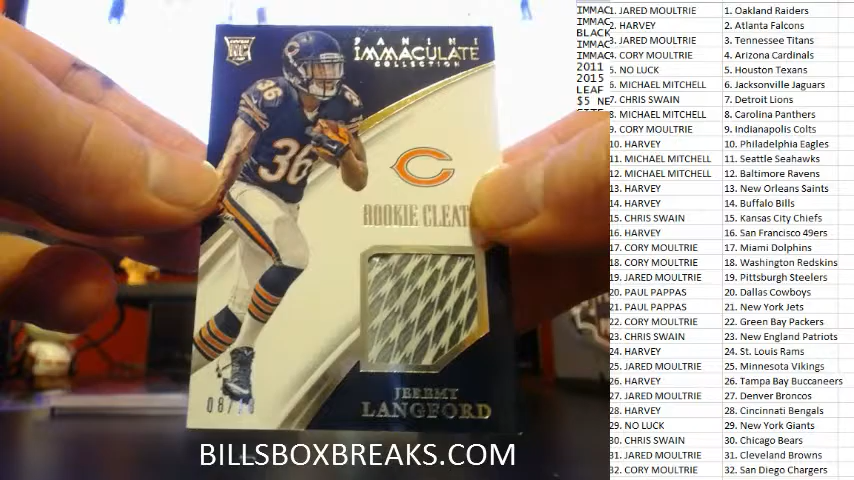 RC
PANINI
IMMACULATE
COLLECTION
36
36
C
ROOKIE CLEAT
08/
JEREMY
LANGFORD
BILLSBOXBREAKS.COM
IMMAC
IMMAC
BLACK
IMMAC
IMMAC
2011
2015
LEAF
$5 NE
1. JARED MOULTRIE 1. Oakland Raiders
2. HARVEY 2. Atlanta Falcons
3. JARED MOULTRIE 3. Tennessee Titans
4. CORY MOULTRIE 4. Arizona Cardinals
5. NO LUCK 5. Houston Texans
6. MICHAEL MITCHELL 6. Jacksonville Jaguars
7. CHRIS SWAIN 7. Detroit Lions
8. MICHAEL MITCHELL 8. Carolina Panthers
9. CORY MOULTRIE 9. Indianapolis Colts
10. HARVEY 10. Philadelphia Eagles
11. MICHAEL MITCHELL 11. Seattle Seahawks
12. MICHAEL MITCHELL 12. Baltimore Ravens
13. HARVEY 13. New Orleans Saints
14. HARVEY 14. Buffalo Bills
15. CHRIS SWAIN 15. Kansas City Chiefs
16. HARVEY 16. San Francisco 49ers
17. CORY MOULTRIE 17. Miami Dolphins
18. CORY MOULTRIE 18. Washington Redskins
19. JARED MOULTRIE 19. Pittsburgh Steelers
20. PAUL PAPPAS 20. Dallas Cowboys
21. PAUL PAPPAS 21. New York Jets
22. CORY MOULTRIE 22. Green Bay Packers
23. CHRIS SWAIN 23. New England Patriots
24. HARVEY 24. St. Louis Rams
25. JARED MOULTRIE 25. Minnesota Vikings
26. HARVEY 26. Tampa Bay Buccaneers
27. JARED MOULTRIE 27. Denver Broncos
28. HARVEY 28. Cincinnati Bengals
29. NO LUCK 29. New York Giants
30. CHRIS SWAIN 30. Chicago Bears
31. JARED MOULTRIE 31. Cleveland Browns
32. CORY MOULTRIE 32. San Diego Chargers